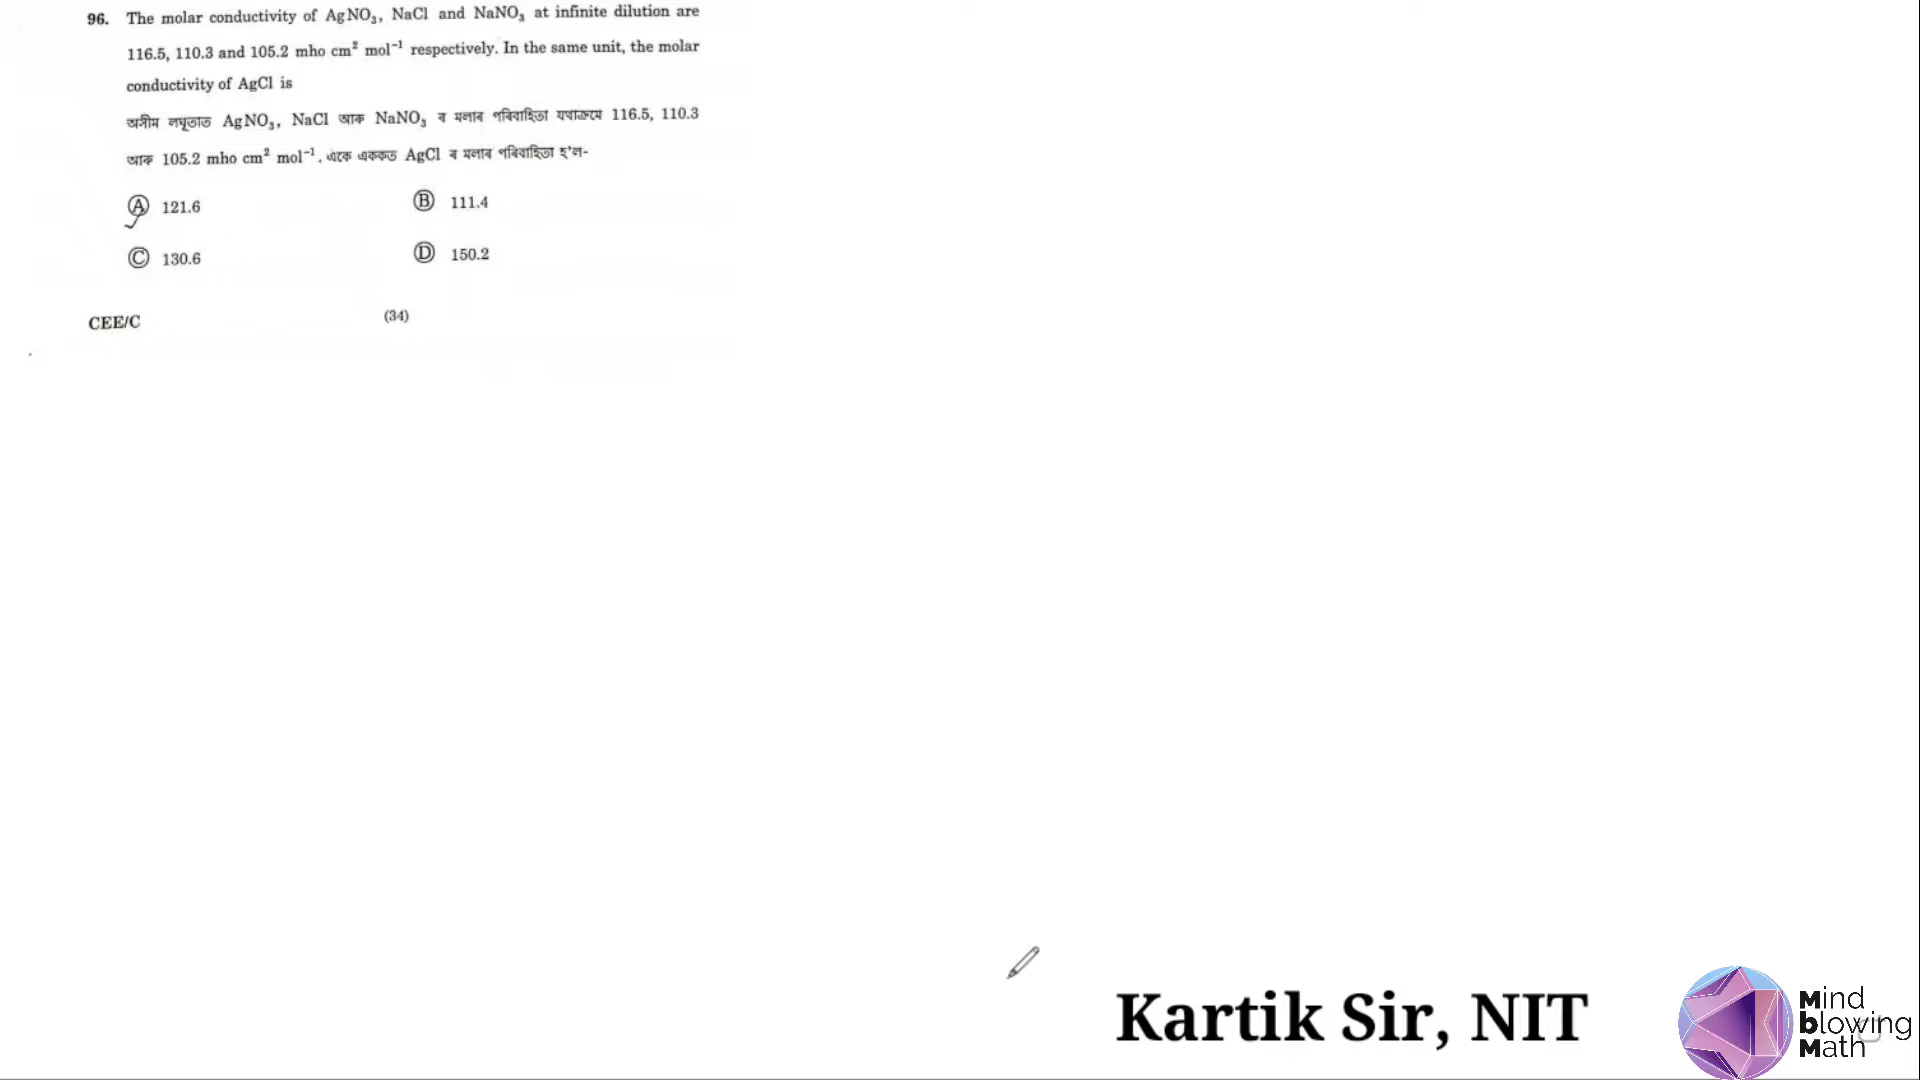 96. The molar conductivity of AgNO₃, NaCl and NaNO₃ at infinite dilution are
116.5, 110.3 and 105.2 mho cm² mol⁻¹ respectively. In the same unit, the molar
conductivity of AgCl is
অসীম লঘূতাত AgNO₃, NaCl আৰু NaNO₃ ৰ মলাৰ পৰিবাহিতা যথাক্ৰমে 116.5, 110.3
আৰু 105.2 mho cm² mol⁻¹. একে এককত AgCl ৰ মলাৰ পৰিবাহিতা হ'ল-
Ⓐ 121.6 Ⓑ 111.4
Ⓒ 130.6 Ⓓ 150.2
CEE/C (34)
Kartik Sir, NIT
Mind
blowing
Math